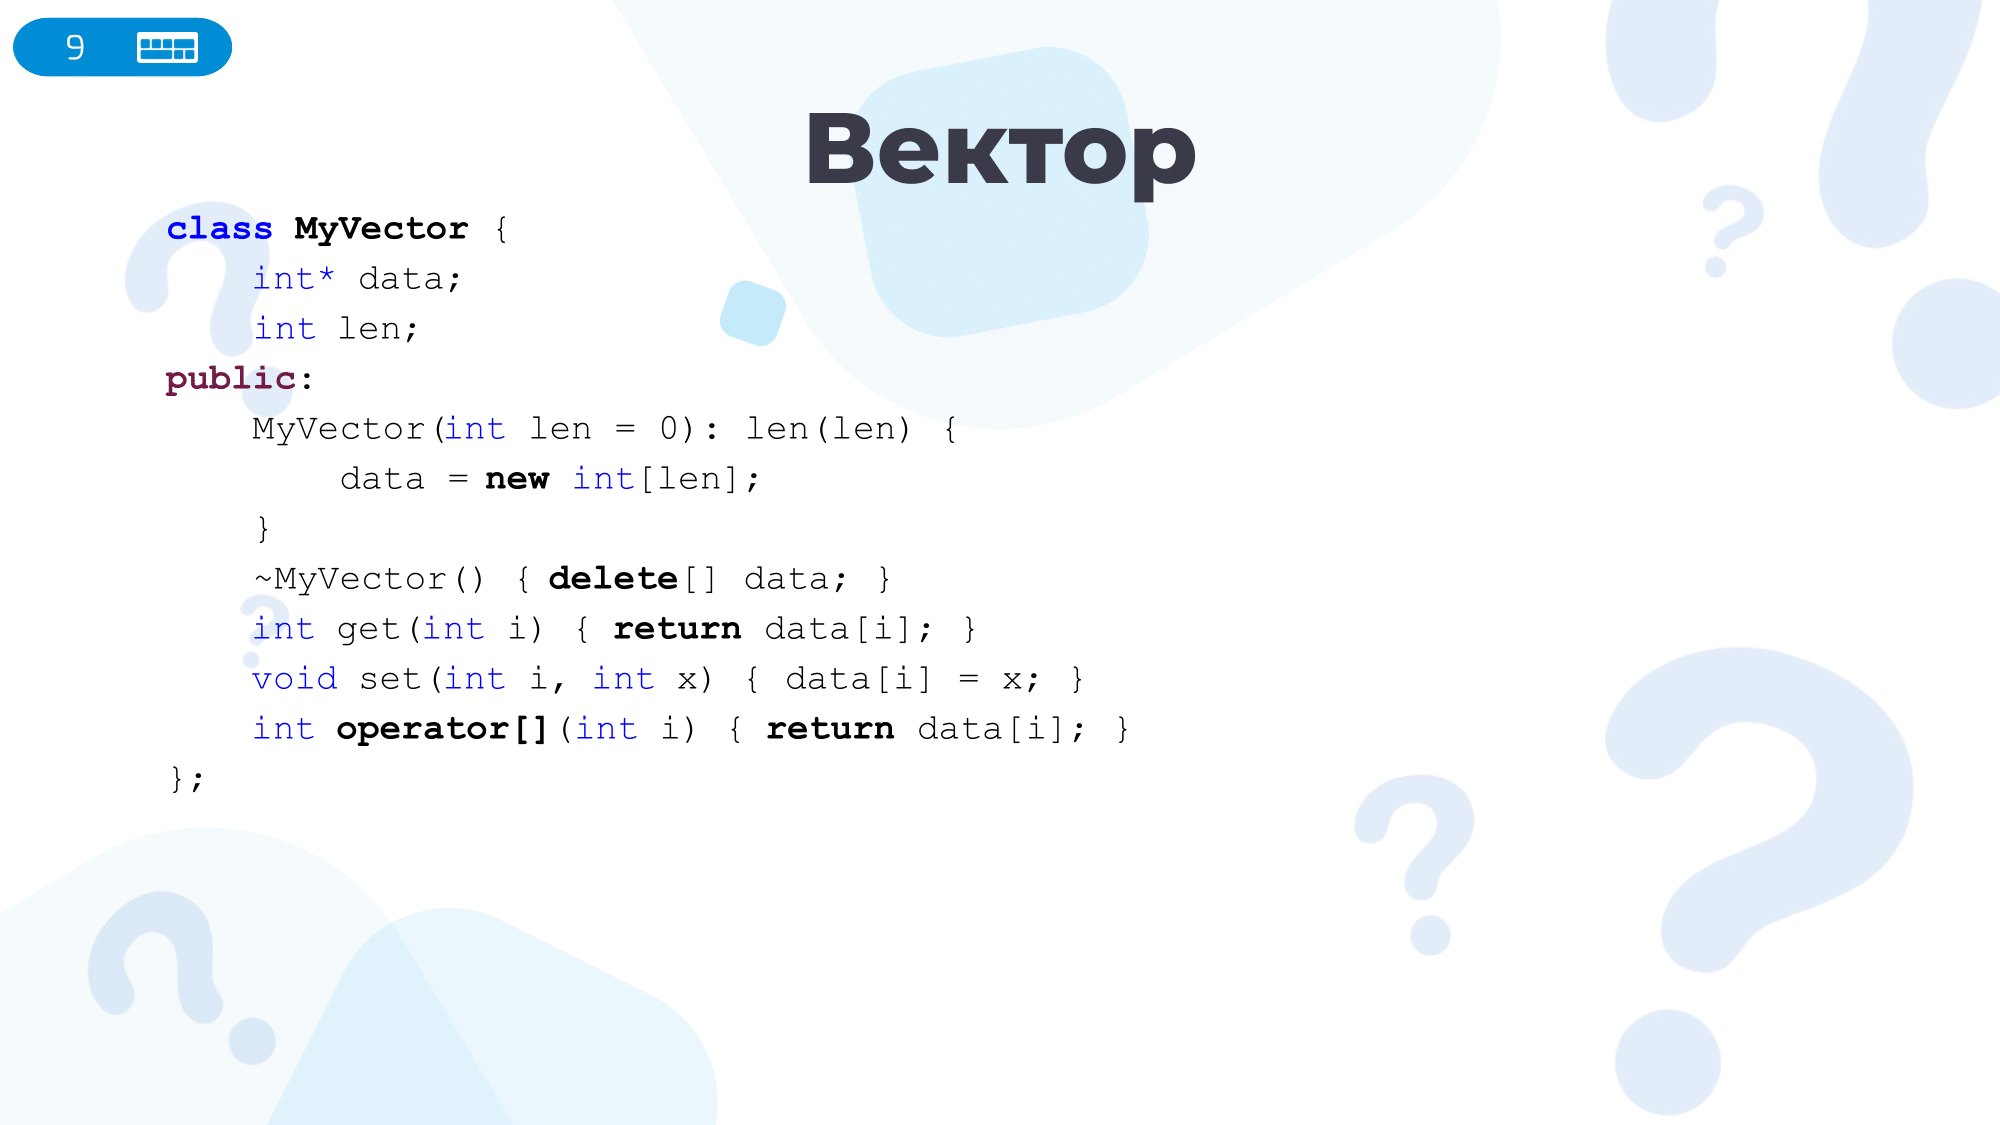 9
Вектор
class MyVector {
    int* data;
    int len;
public:
    MyVector(int len = 0): len(len) {
        data = new int[len];
    }
    ~MyVector() { delete[] data; }
    int get(int i) { return data[i]; }
    void set(int i, int x) { data[i] = x; }
    int operator[](int i) { return data[i]; }
};